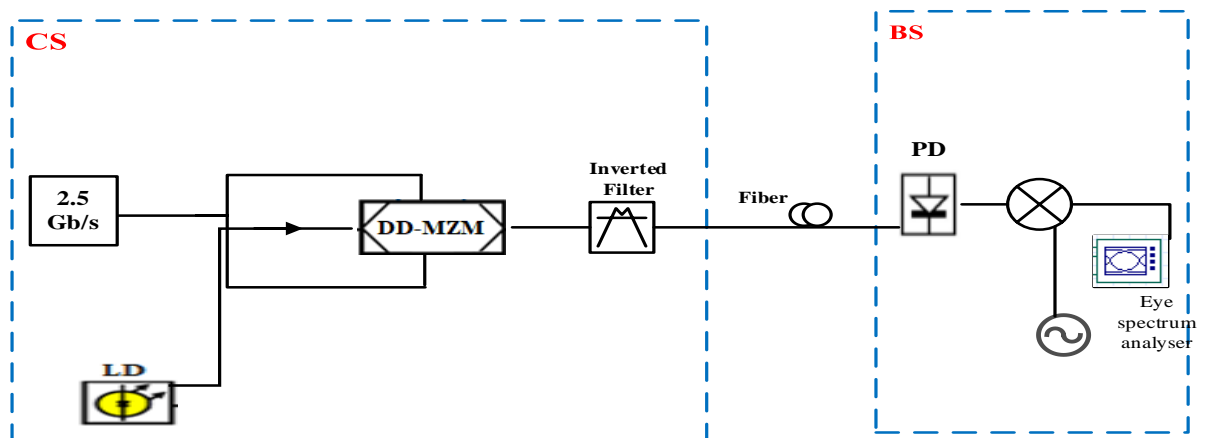 CS
2.5
Gb/s
LD
DD-MZM
Inverted
Filter
Fiber
BS
PD
Eye
spectrum
analyser